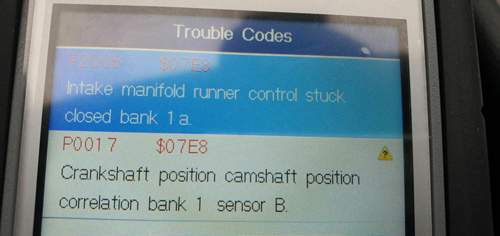 Trouble Codes
$07E8
Intake manifold runner control stuck
closed bank 1 a.
P0017 $07E8
Crankshaft position camshaft position
correlation bank 1 sensor B.